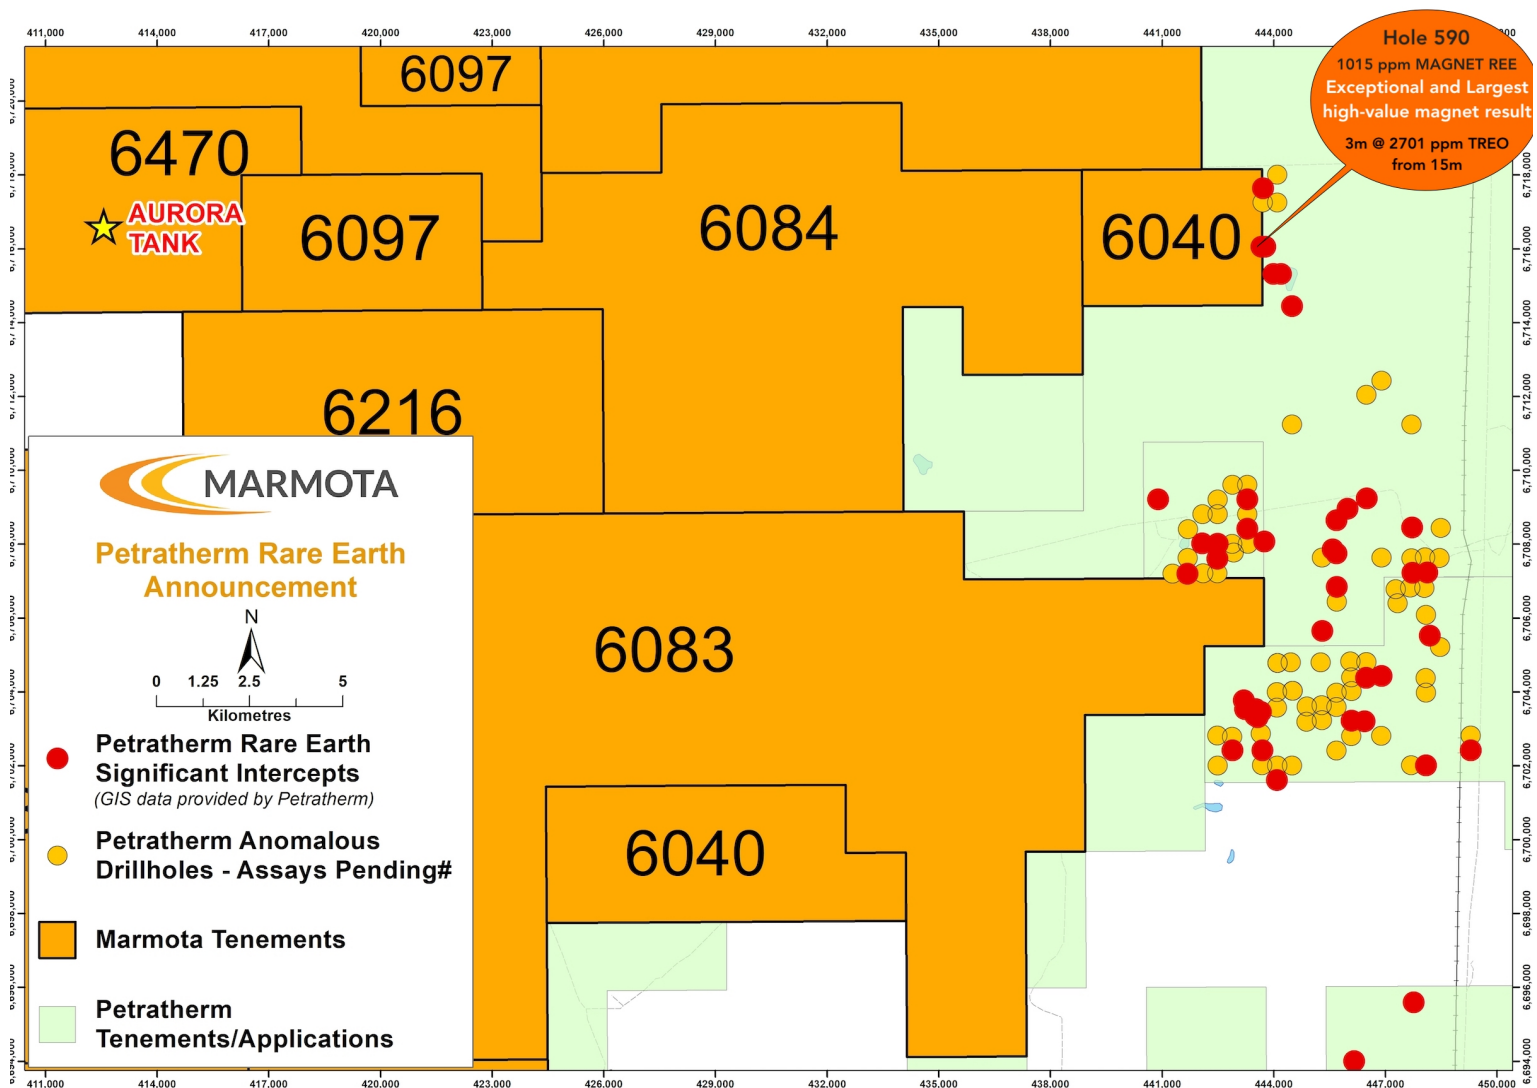 411,000 414,000 417,000 420,000 423,000 426,000 429,000 432,000 435,000 438,000 441,000 444,000
Hole 590
1015 ppm MAGNET REE
Exceptional and Largest
high-value magnet result
3m @ 2701 ppm TREO
from 15m
6097
6470
AURORA
TANK
6097
6084
6040
6216
6083
6040
MARMOTA
Petratherm Rare Earth
Announcement
N
0 1.25 2.5 5
Kilometres
Petratherm Rare Earth
Significant Intercepts
(GIS data provided by Petratherm)
Petratherm Anomalous
Drillholes - Assays Pending#
Marmota Tenements
Petratherm
Tenements/Applications
6,718,000
6,716,000
6,714,000
6,712,000
6,710,000
6,708,000
6,706,000
6,704,000
6,702,000
6,700,000
6,698,000
6,696,000
6,694,000
411,000 414,000 417,000 420,000 423,000 426,000 429,000 432,000 435,000 438,000 441,000 444,000 447,000 450,000